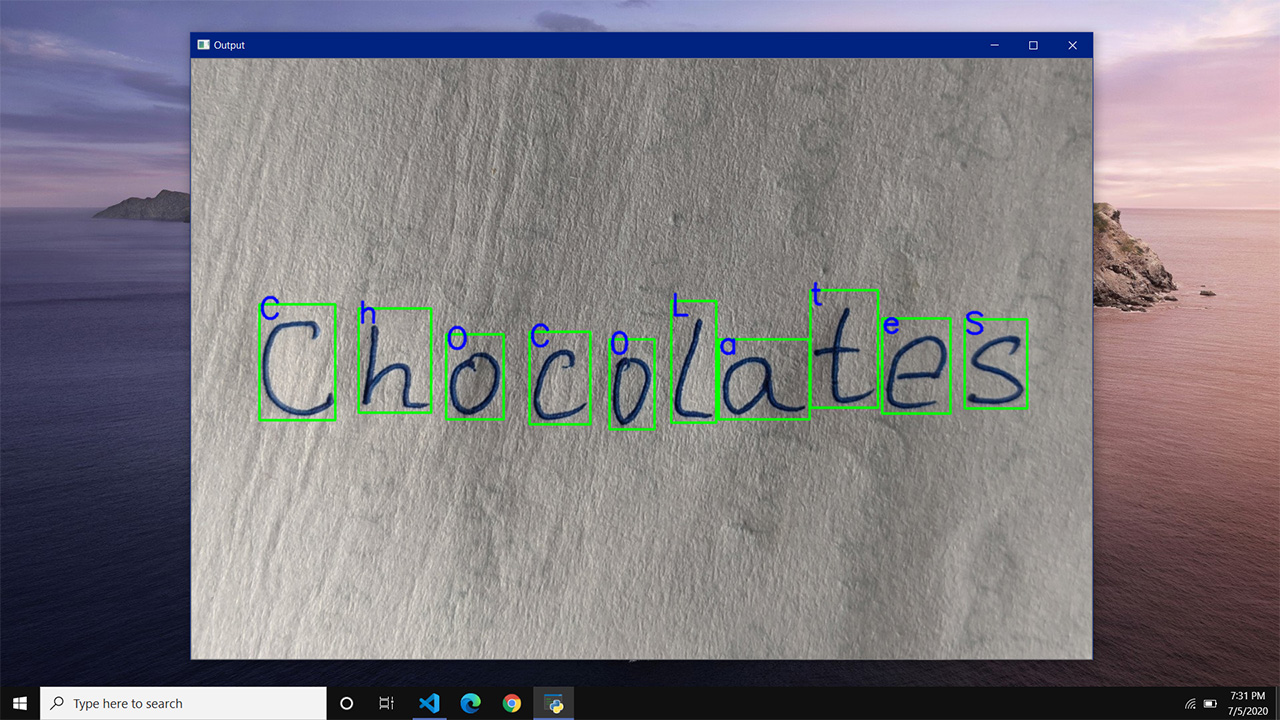 Output
C h O C O L a t e S
Chocolates
Type here to search
7:31 PM
7/5/2020